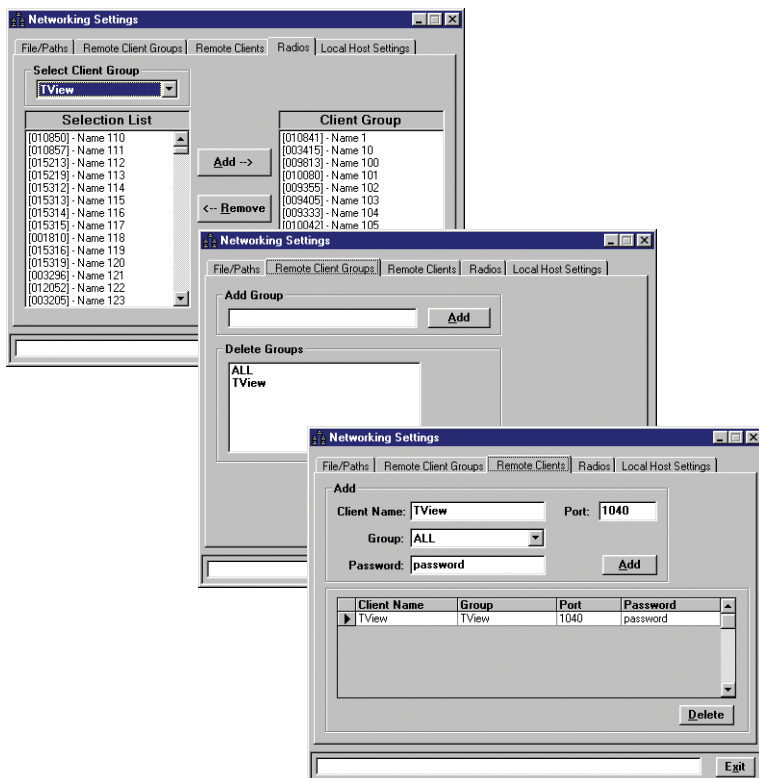 Networking Settings
File/Paths Remote Client Groups Remote Clients Radios Local Host Settings
Select Client Group
TView
Selection List
[010850] - Name 110
[010857] - Name 111
[015213] - Name 112
[015219] - Name 113
[015312] - Name 114
[015313] - Name 115
[015314] - Name 116
[015315] - Name 117
[001810] - Name 118
[015316] - Name 119
[015319] - Name 120
[003296] - Name 121
[012052] - Name 122
[003205] - Name 123
Add -->
<-- Remove
Client Group
[010841] - Name 1
[003415] - Name 10
[009813] - Name 100
[010080] - Name 101
[009355] - Name 102
[009405] - Name 103
[009333] - Name 104
[010042] - Name 105
Networking Settings
File/Paths Remote Client Groups Remote Clients Radios Local Host Settings
Add Group
Add
Delete Groups
ALL
TView
Networking Settings
File/Paths Remote Client Groups Remote Clients Radios Local Host Settings
Add
Client Name: TView Port: 1040
Group: ALL
Password: password Add
Client Name Group Port Password
TView TView 1040 password
Delete
Exit